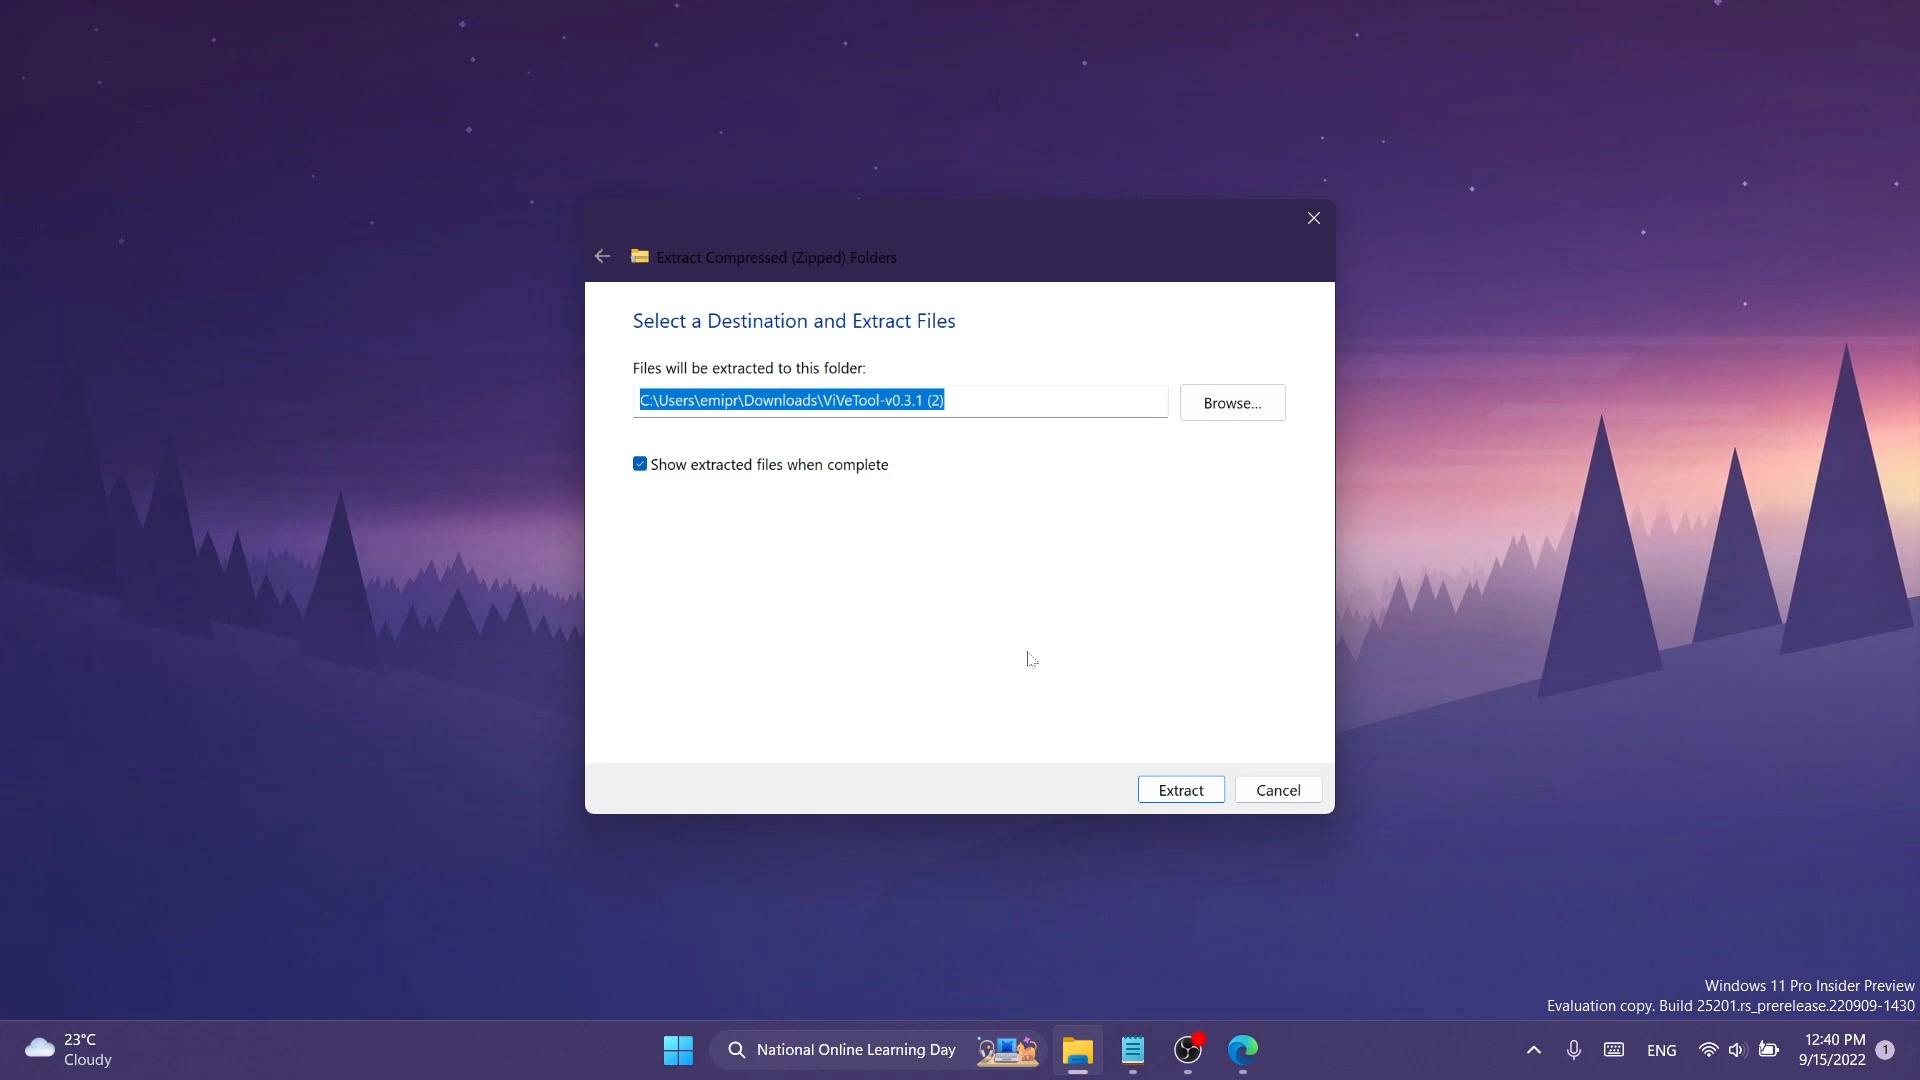 Extract Compressed (Zipped) Folders
Select a Destination and Extract Files
Files will be extracted to this folder:
C:\Users\emipr\Downloads\ViVeTool-v0.3.1 (2)
Browse...
Show extracted files when complete
Extract
Cancel
Windows 11 Pro Insider Preview
Evaluation copy. Build 25201.rs_prerelease.220909-1430
23°C
Cloudy
National Online Learning Day
ENG
12:40 PM
9/15/2022
1